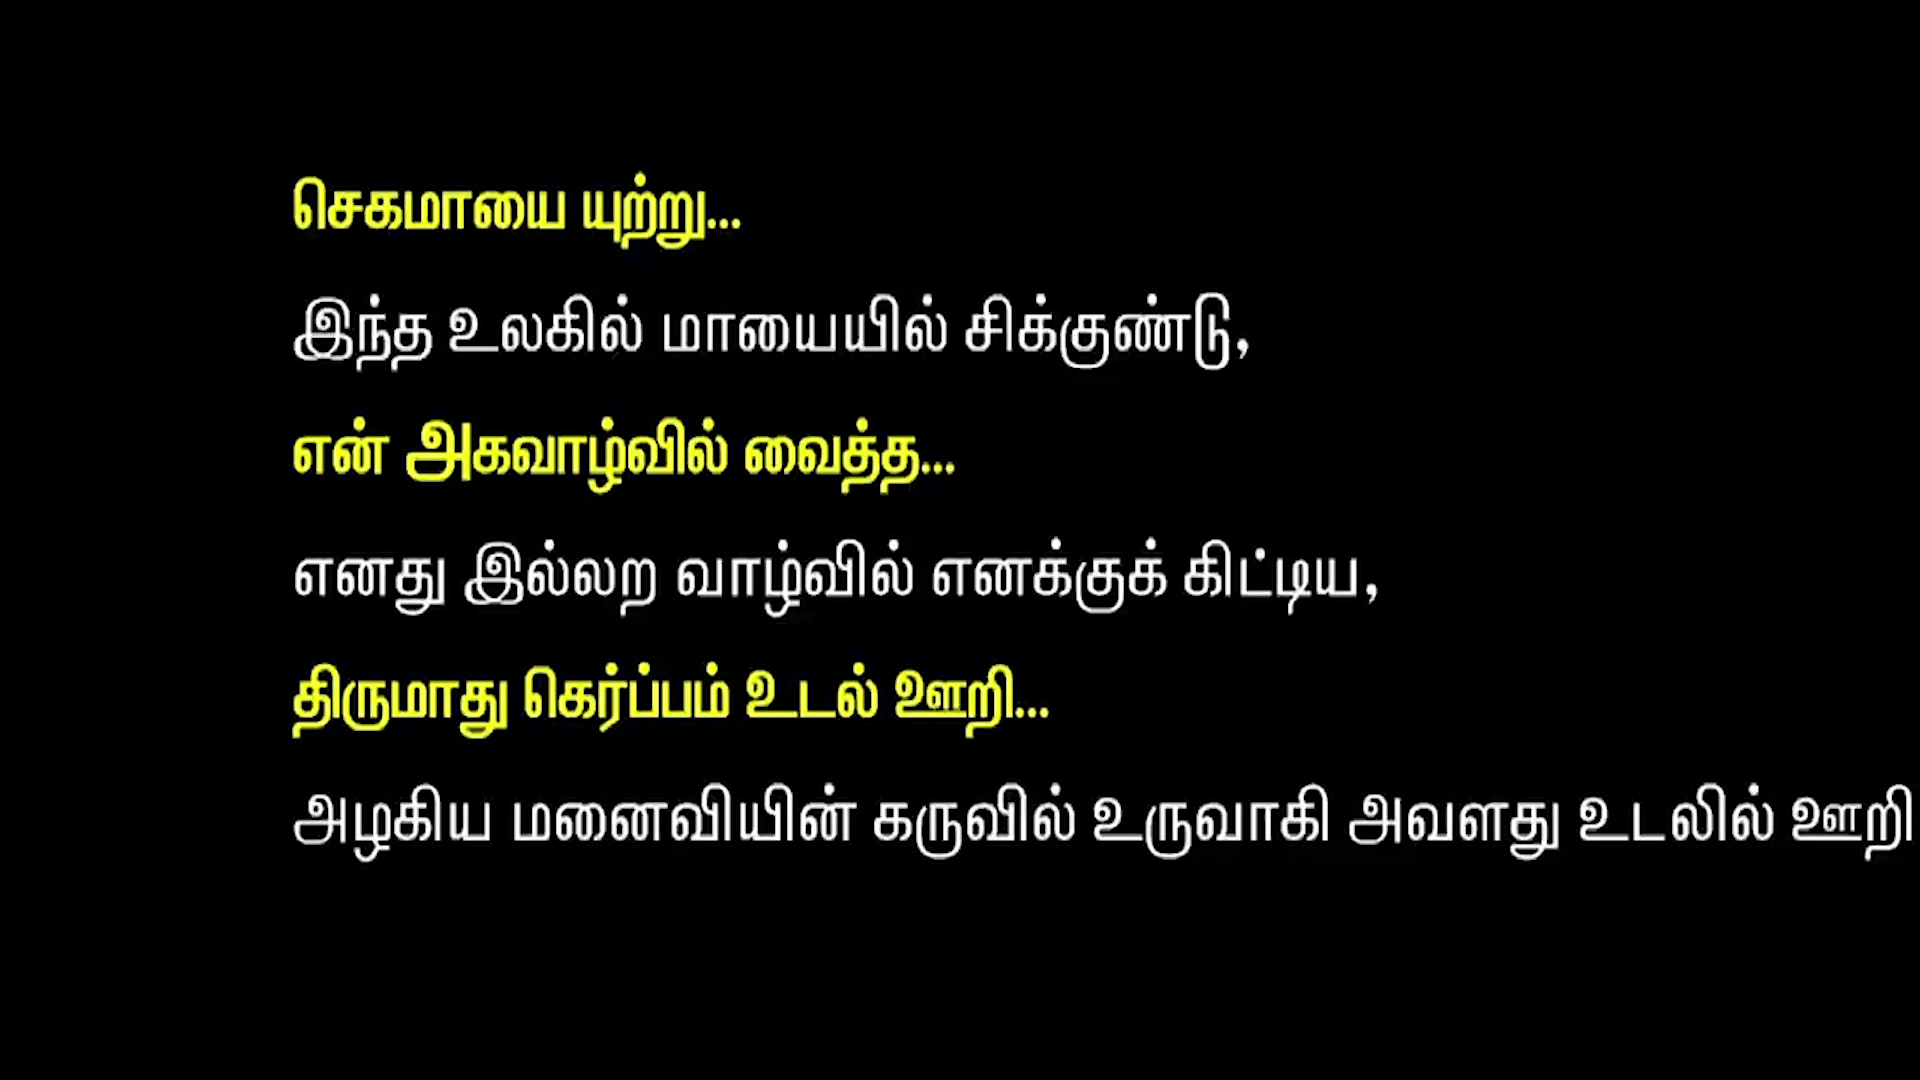 செகமாயை யுற்று...
இந்த உலகில் மாயையில் சிக்குண்டு,
என் அகவாழ்வில் வைத்த...
எனது இல்லற வாழ்வில் எனக்குக் கிட்டிய,
திருமாது கெர்ப்பம் உடல் ஊறி...
அழகிய மனைவியின் கருவில் உருவாகி அவளது உடலில் ஊறி